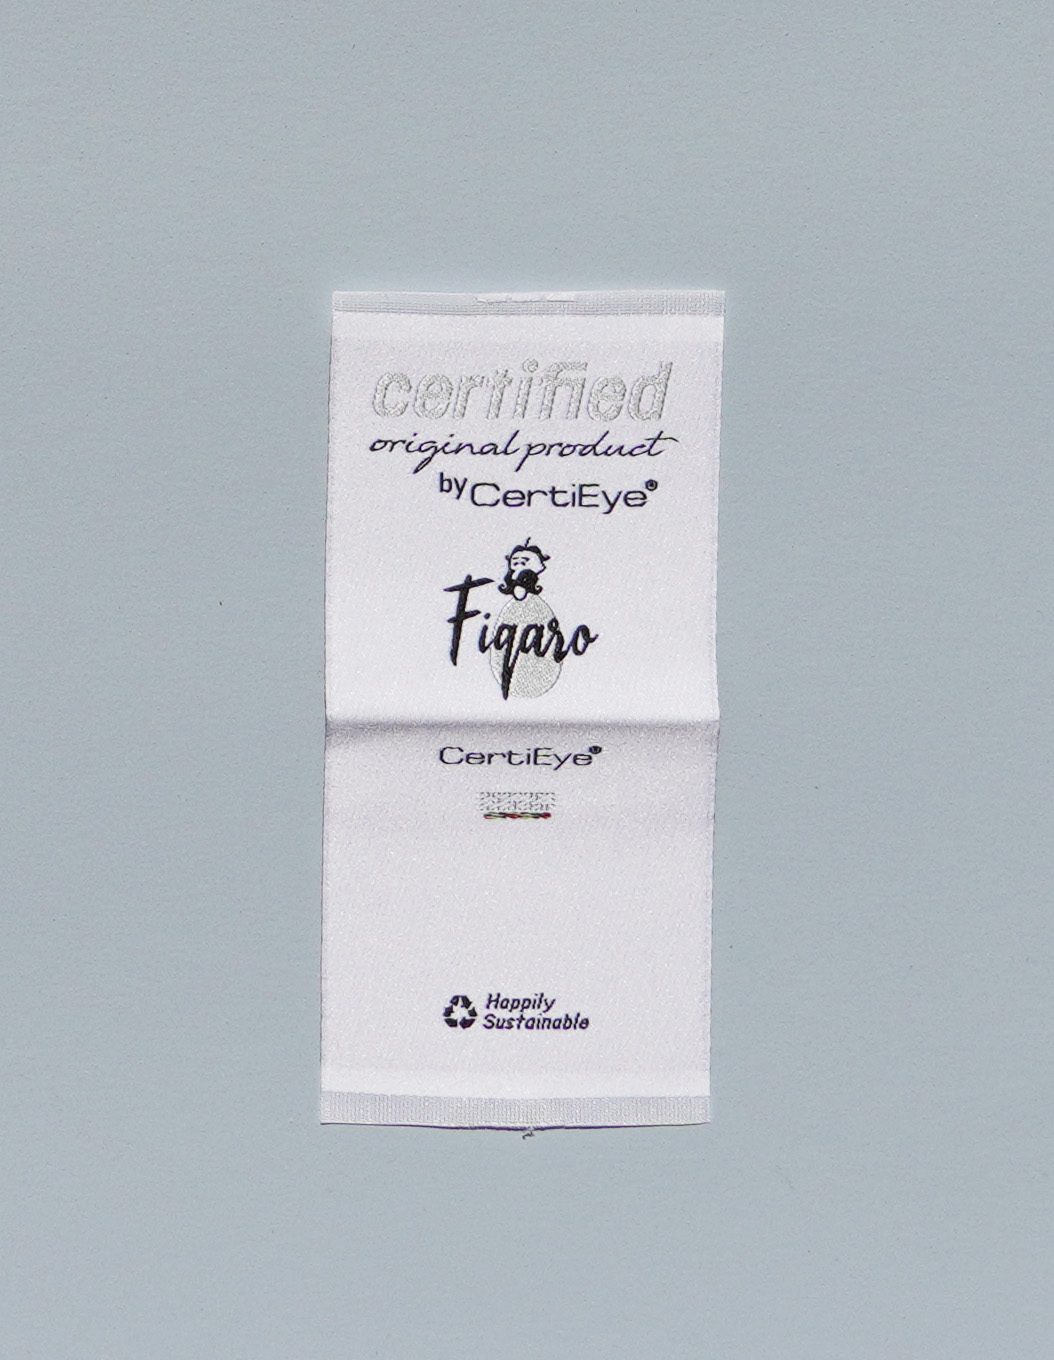 certified
original product
by CertiEye®
Figaro
CertiEye®
Happily
Sustainable